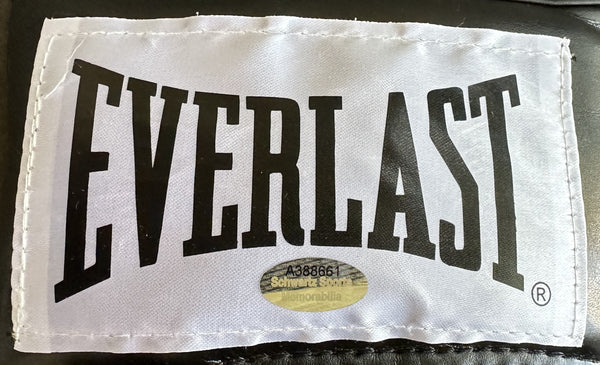 EVERLAST
®
A388661
Schwartz Sports
Memorabilia